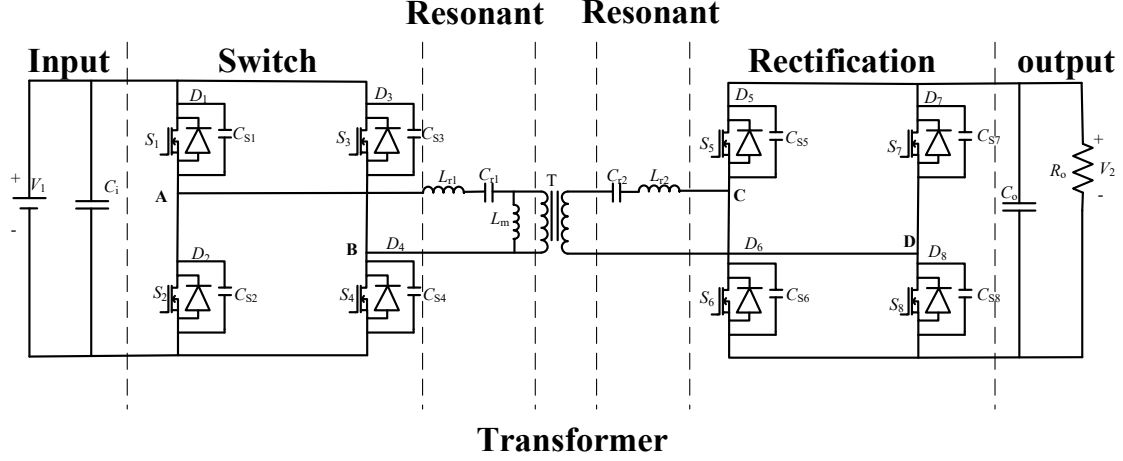 Resonant Resonant
Input Switch Rectification output
D1 D3 D5 D7
S1 CS1 S3 CS3 S5 CS5 S7 CS7
+ V1 - Ci A Lr1 Cr1 T Cr2 Lr2 C Co Ro + V2 -
Lm
B D4 D6 D
D2 D8
S2 CS2 S4 CS4 S6 CS6 S8 CS8
Transformer